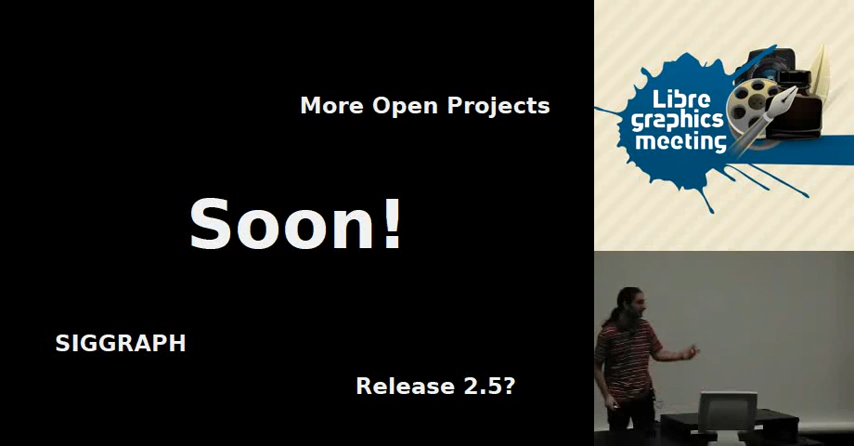 More Open Projects
Soon!
SIGGRAPH
Release 2.5?
Libre
graphics
meeting